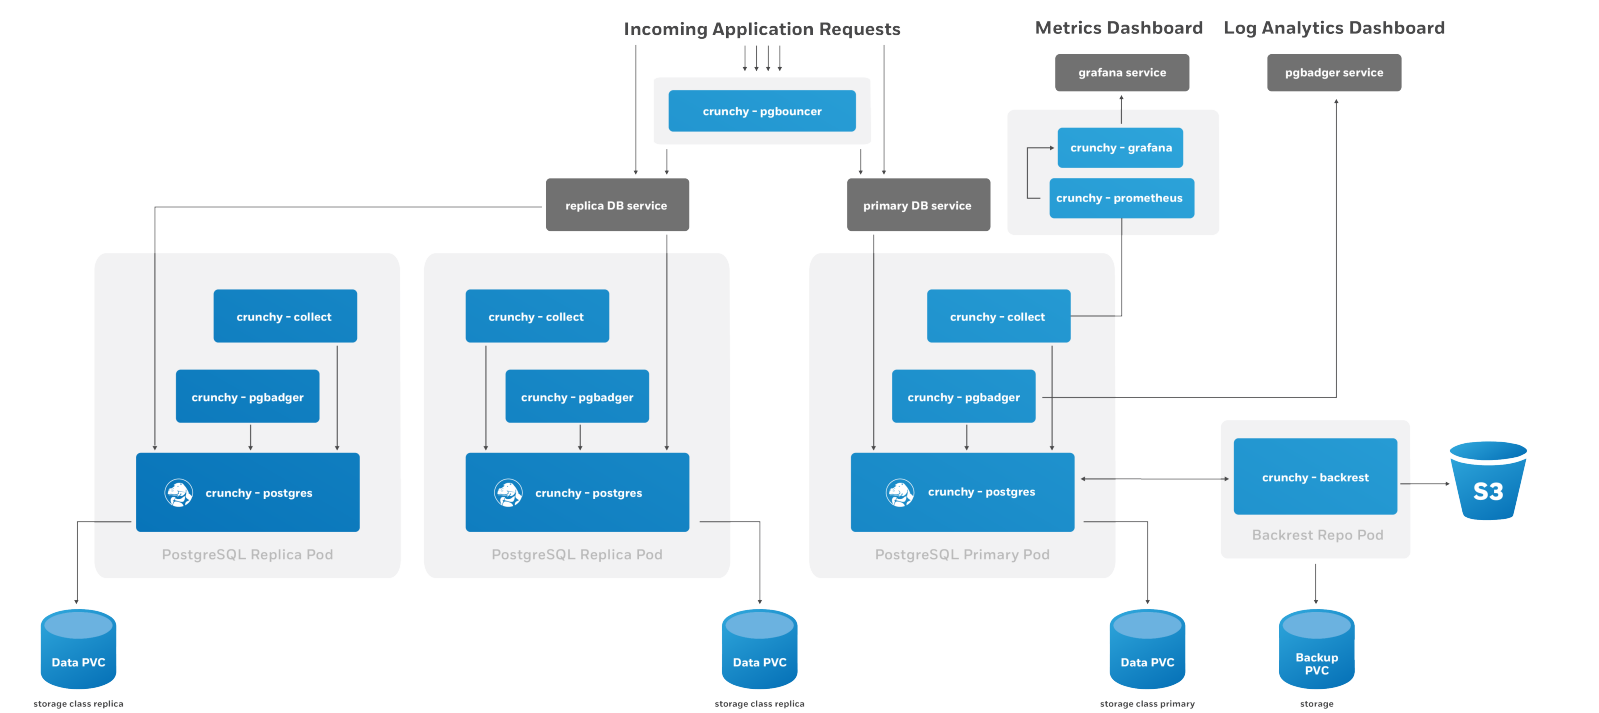 Incoming Application Requests
Metrics Dashboard
Log Analytics Dashboard
grafana service
pgbadger service
crunchy - pgbouncer
crunchy - grafana
crunchy - prometheus
replica DB service
primary DB service
crunchy - collect
crunchy - collect
crunchy - collect
crunchy - pgbadger
crunchy - pgbadger
crunchy - pgbadger
crunchy - postgres
crunchy - postgres
crunchy - postgres
crunchy - backrest
S3
PostgreSQL Replica Pod
PostgreSQL Replica Pod
PostgreSQL Primary Pod
Backrest Repo Pod
Data PVC
Data PVC
Data PVC
Backup
PVC
storage class replica
storage class replica
storage class primary
storage